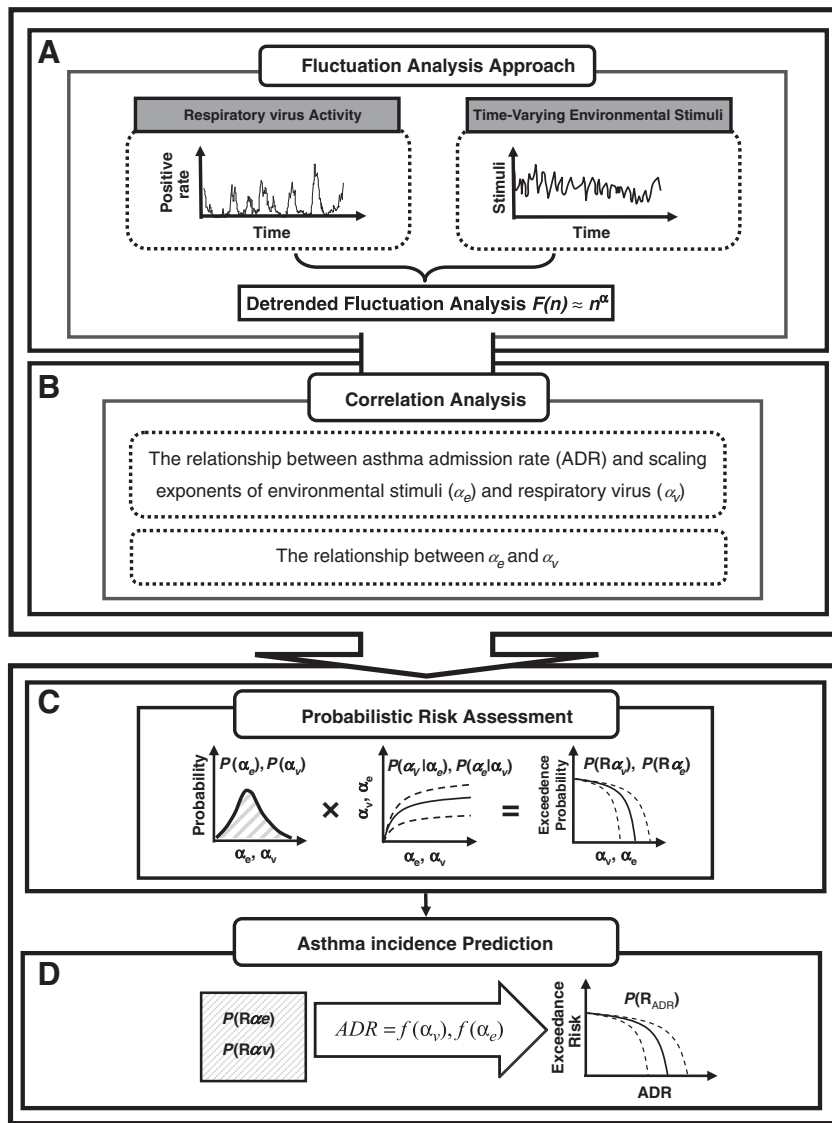 A
Fluctuation Analysis Approach
Respiratory virus Activity
Time-Varying Environmental Stimuli
Positive
rate
Time
Stimuli
Time
Detrended Fluctuation Analysis F(n) ≈ n^α
B
Correlation Analysis
The relationship between asthma admission rate (ADR) and scaling
exponents of environmental stimuli (αe) and respiratory virus (αv)
The relationship between αe and αv
C
Probabilistic Risk Assessment
P(αe), P(αv)
Probability
αe, αv
×
P(αv|αe), P(αe|αv)
αv, αe
αe, αv
=
P(Rαv), P(Rαe)
Exceedence
Probability
αv, αe
Asthma incidence Prediction
D
P(Rαe)
P(Rαv)
ADR = f(αv), f(αe)
P(RADR)
Exceedance
Risk
ADR